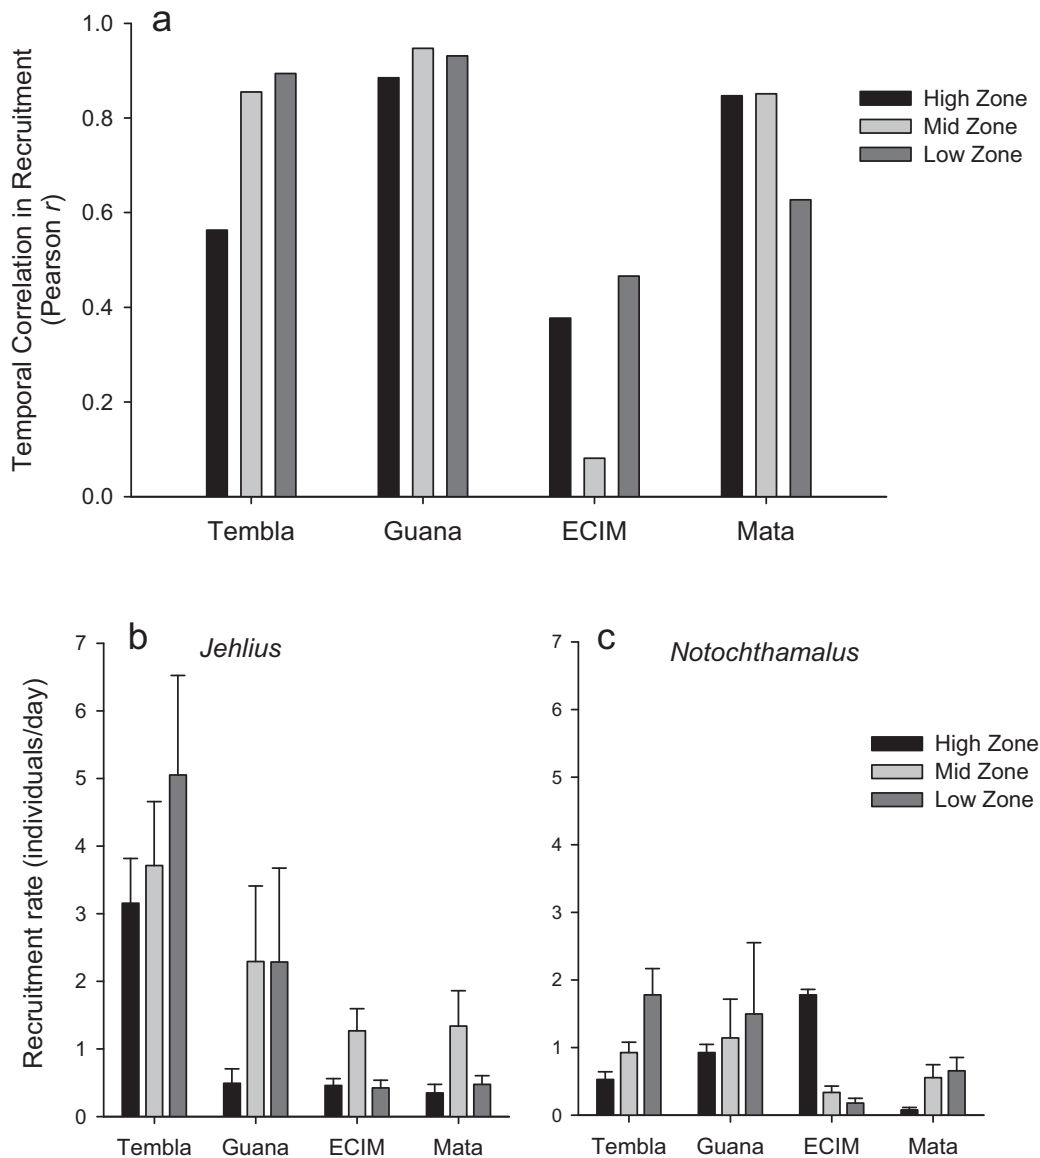 a
Temporal Correlation in Recruitment
(Pearson r)
1.0
0.8
0.6
0.4
0.2
0.0
High Zone
Mid Zone
Low Zone
Tembla Guana ECIM Mata
b Jehlius
Recruitment rate (individuals/day)
7
6
5
4
3
2
1
0
Tembla Guana ECIM Mata
c Notochthamalus
7
6
5
4
3
2
1
0
High Zone
Mid Zone
Low Zone
Tembla Guana ECIM Mata